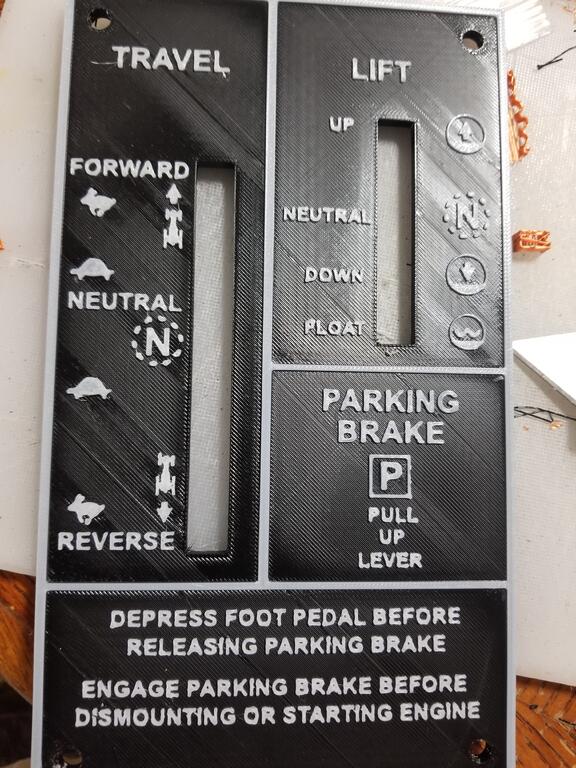 TRAVEL
FORWARD
NEUTRAL
N
REVERSE
LIFT
UP
NEUTRAL
N
DOWN
FLOAT
PARKING
BRAKE
P
PULL
UP
LEVER
DEPRESS FOOT PEDAL BEFORE
RELEASING PARKING BRAKE
ENGAGE PARKING BRAKE BEFORE
DISMOUNTING OR STARTING ENGINE